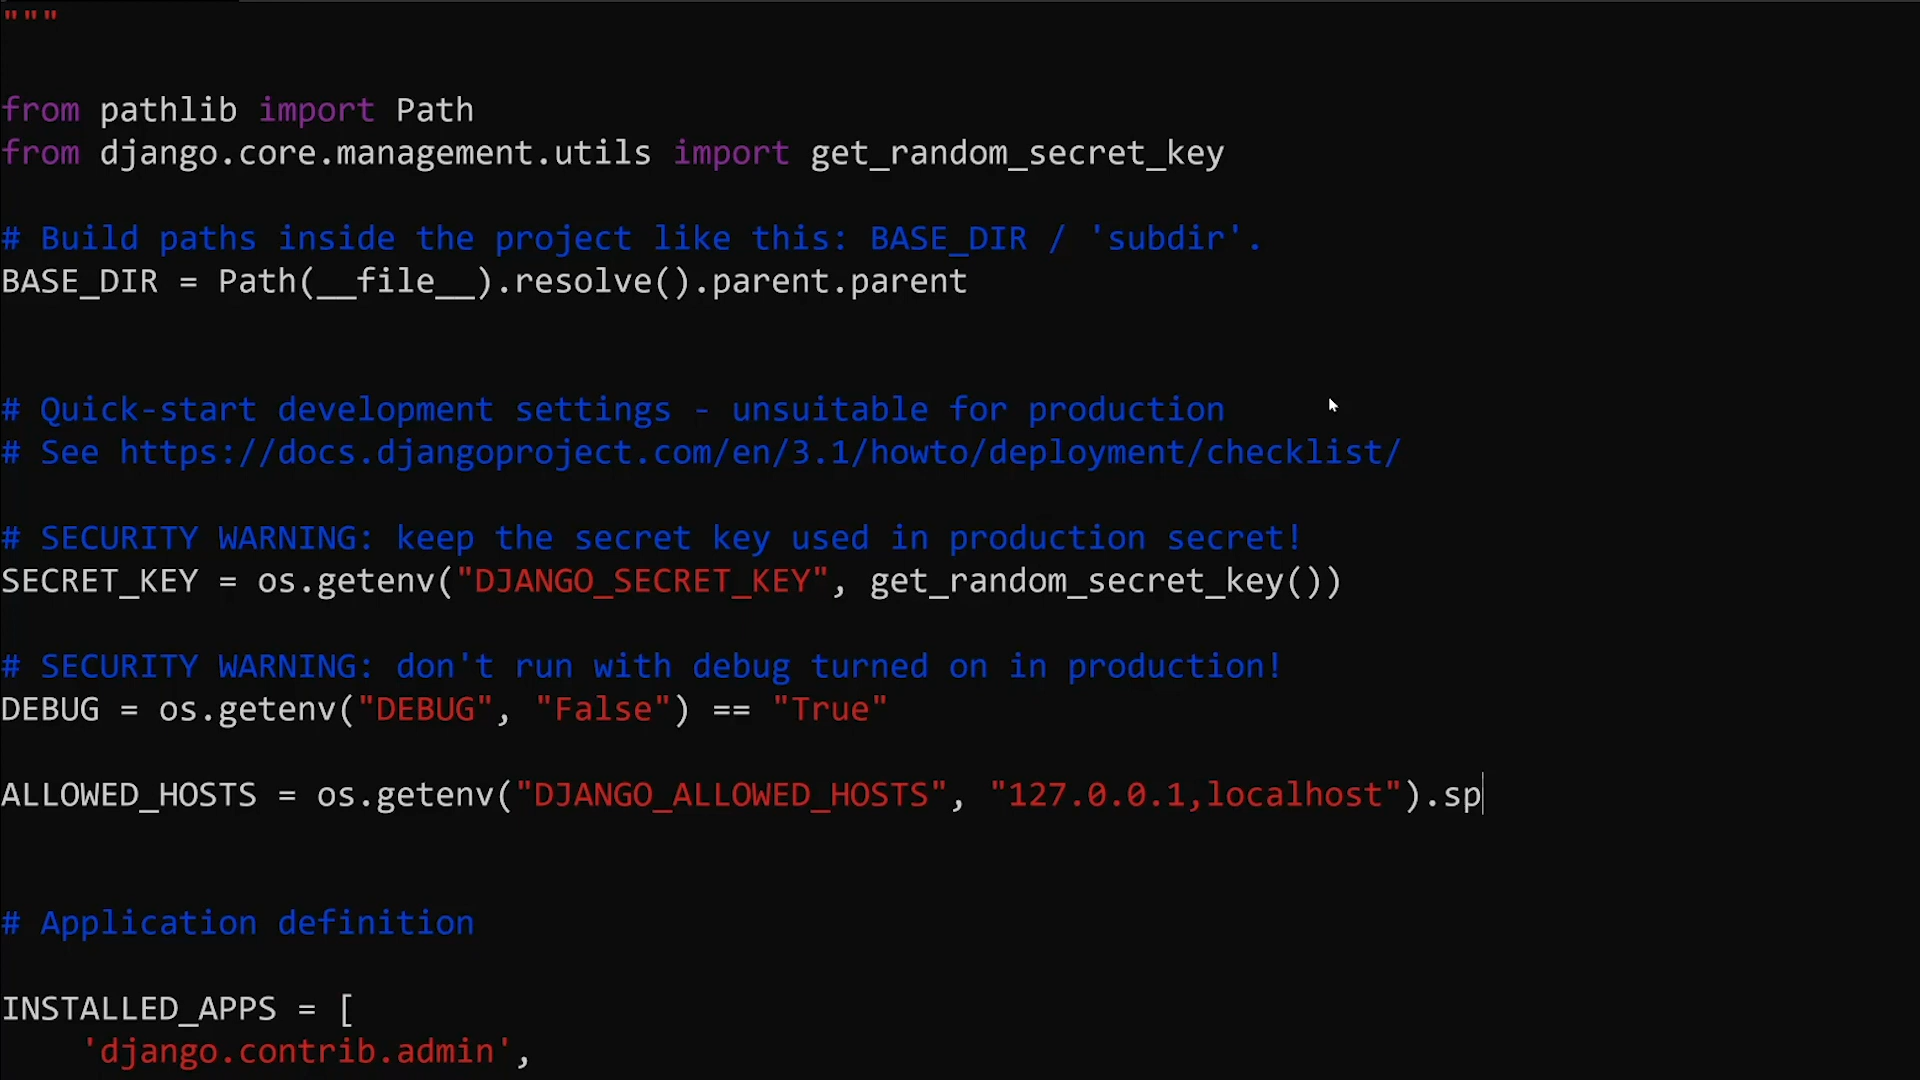 """
from pathlib import Path
from django.core.management.utils import get_random_secret_key
# Build paths inside the project like this: BASE_DIR / 'subdir'.
BASE_DIR = Path(__file__).resolve().parent.parent
# Quick-start development settings - unsuitable for production
# See https://docs.djangoproject.com/en/3.1/howto/deployment/checklist/
# SECURITY WARNING: keep the secret key used in production secret!
SECRET_KEY = os.getenv("DJANGO_SECRET_KEY", get_random_secret_key())
# SECURITY WARNING: don't run with debug turned on in production!
DEBUG = os.getenv("DEBUG", "False") == "True"
ALLOWED_HOSTS = os.getenv("DJANGO_ALLOWED_HOSTS", "127.0.0.1,localhost").sp
# Application definition
INSTALLED_APPS = [
    'django.contrib.admin',